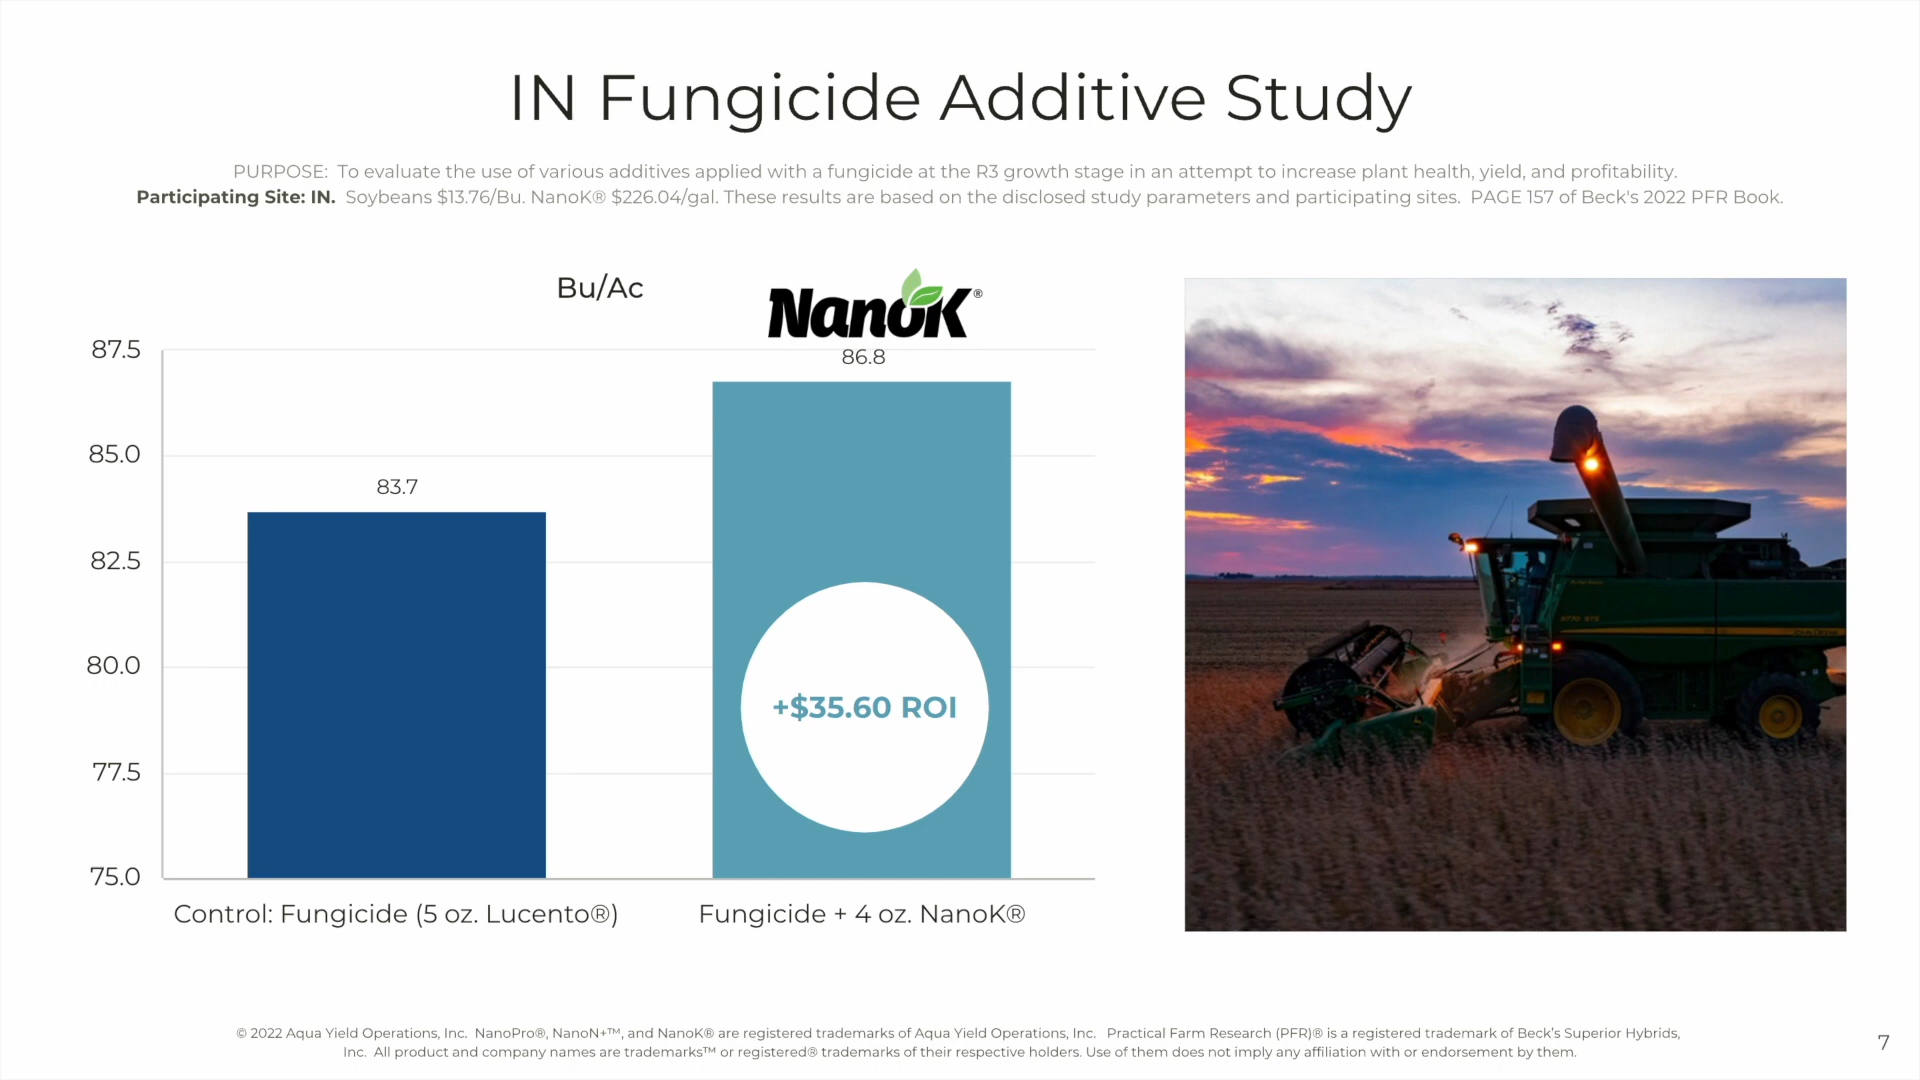 IN Fungicide Additive Study
PURPOSE: To evaluate the use of various additives applied with a fungicide at the R3 growth stage in an attempt to increase plant health, yield, and profitability.
Participating Site: IN. Soybeans $13.76/Bu. NanoK® $226.04/gal. These results are based on the disclosed study parameters and participating sites. PAGE 157 of Beck's 2022 PFR Book.
Bu/Ac
NanoK®
87.5
86.8
85.0
83.7
82.5
80.0
+$35.60 ROI
77.5
75.0
Control: Fungicide (5 oz. Lucento®)
Fungicide + 4 oz. NanoK®
© 2022 Aqua Yield Operations, Inc. NanoPro®, NanoN+™, and NanoK® are registered trademarks of Aqua Yield Operations, Inc. Practical Farm Research (PFR)® is a registered trademark of Beck’s Superior Hybrids,
Inc. All product and company names are trademarks™ or registered® trademarks of their respective holders. Use of them does not imply any affiliation with or endorsement by them.
7